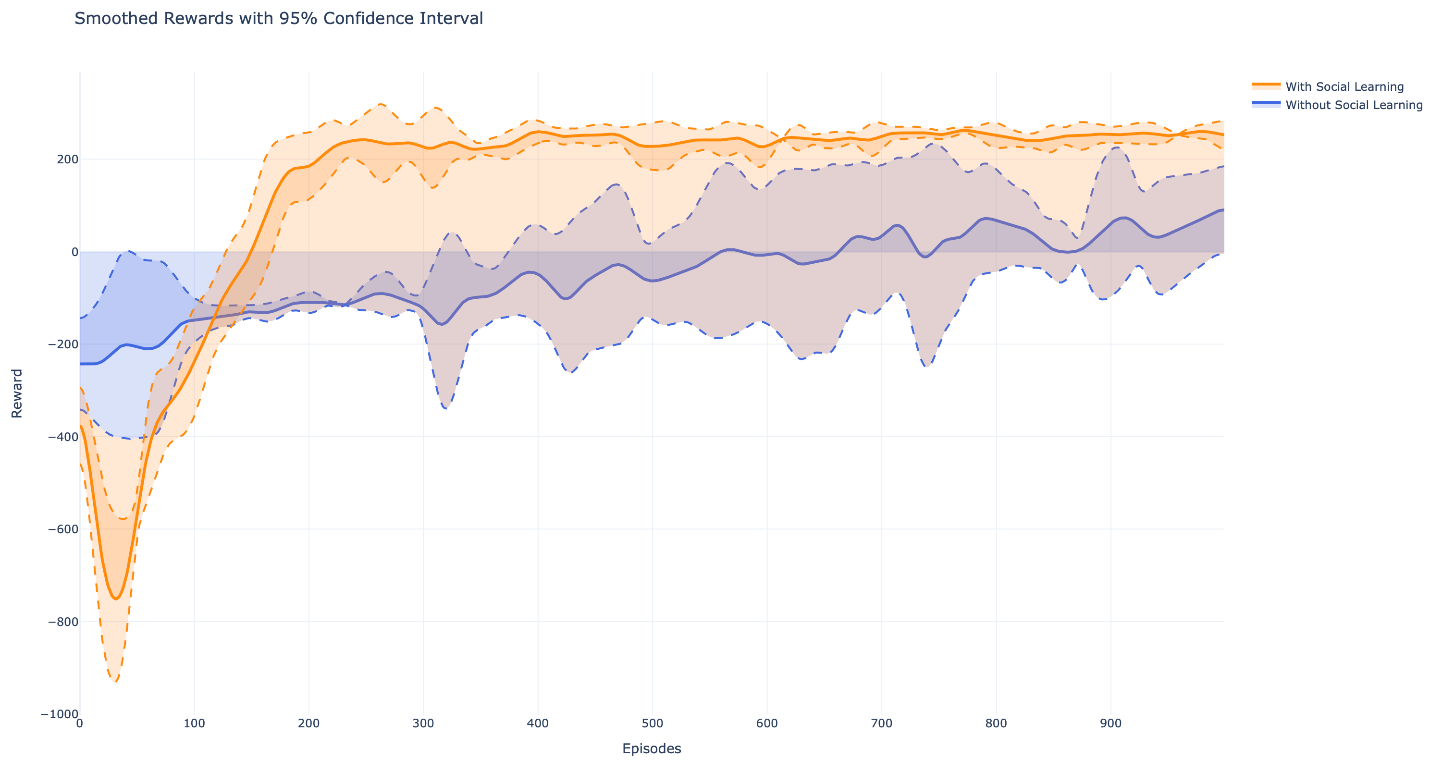 Smoothed Rewards with 95% Confidence Interval
With Social Learning
Without Social Learning
200
0
−200
−400
−600
−800
−1000
Reward
0 100 200 300 400 500 600 700 800 900
Episodes